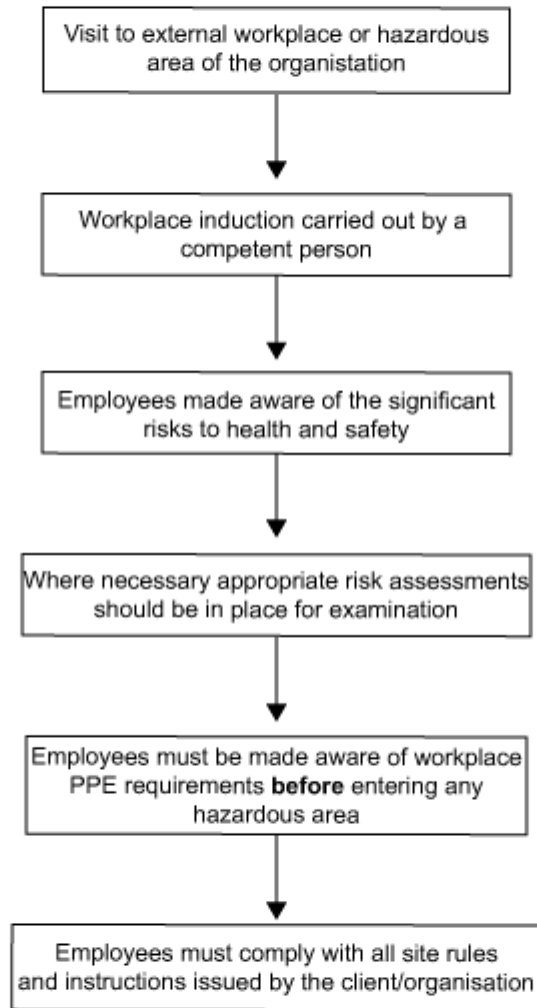 Visit to external workplace or hazardous
area of the organistation
Workplace induction carried out by a
competent person
Employees made aware of the significant
risks to health and safety
Where necessary appropriate risk assessments
should be in place for examination
Employees must be made aware of workplace
PPE requirements before entering any
hazardous area
Employees must comply with all site rules
and instructions issued by the client/organisation